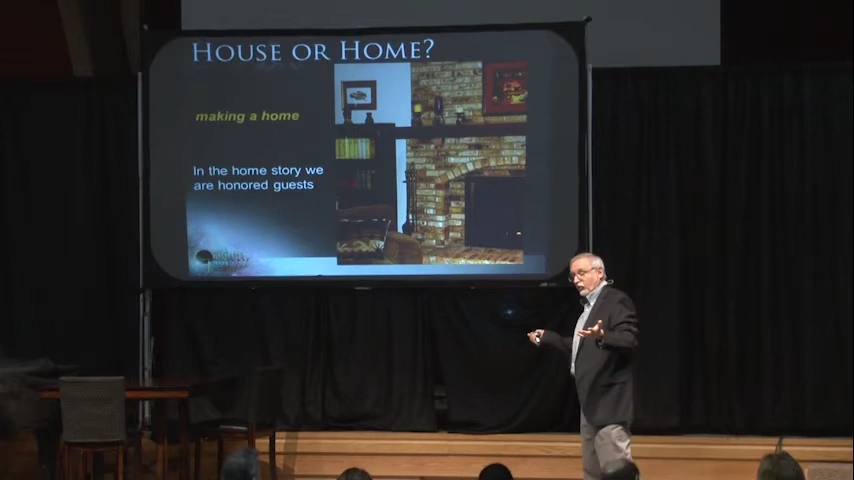 HOUSE OR HOME?
making a home
In the home story we
are honored guests